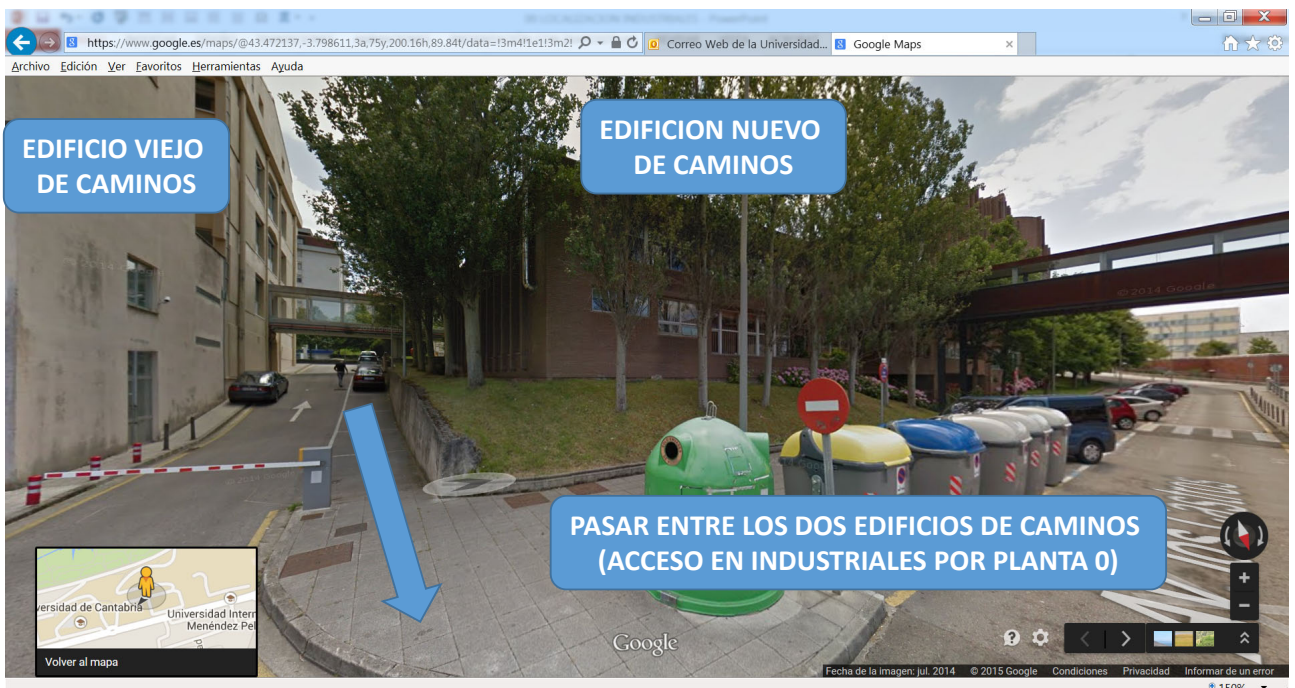 https://www.google.es/maps/@43.472137,-3.798611,3a,75y,200.16h,89.84t/data=!3m4!1e1!3m2!
Correo Web de la Universidad...
Google Maps
Archivo Edición Ver Favoritos Herramientas Ayuda
EDIFICIO VIEJO
DE CAMINOS
EDIFICION NUEVO
DE CAMINOS
© 2014 Google
PASAR ENTRE LOS DOS EDIFICIOS DE CAMINOS
(ACCESO EN INDUSTRIALES POR PLANTA 0)
versidad de Cantabria
Universidad Intern
Menéndez Pel
Volver al mapa
Google
Fecha de la imagen: jul. 2014 © 2015 Google Condiciones Privacidad Informar de un error
150%